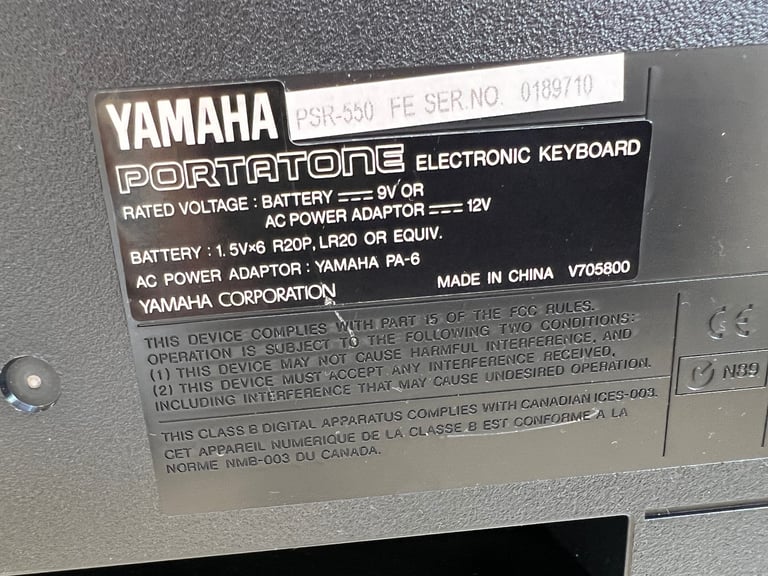 YAMAHA PSR-550 FE SER.NO. 0189710
PORTATONE ELECTRONIC KEYBOARD
RATED VOLTAGE : BATTERY ⎓ 9V OR
AC POWER ADAPTOR ⎓ 12V
BATTERY : 1.5V×6 R20P, LR20 OR EQUIV.
AC POWER ADAPTOR : YAMAHA PA-6
YAMAHA CORPORATION MADE IN CHINA V705800
THIS DEVICE COMPLIES WITH PART 15 OF THE FCC RULES.
OPERATION IS SUBJECT TO THE FOLLOWING TWO CONDITIONS:
(1) THIS DEVICE MAY NOT CAUSE HARMFUL INTERFERENCE, AND
(2) THIS DEVICE MUST ACCEPT ANY INTERFERENCE RECEIVED,
INCLUDING INTERFERENCE THAT MAY CAUSE UNDESIRED OPERATION.
CE
N89
THIS CLASS B DIGITAL APPARATUS COMPLIES WITH CANADIAN ICES-003.
CET APPAREIL NUMERIQUE DE LA CLASSE B EST CONFORME A LA
NORME NMB-003 DU CANADA.